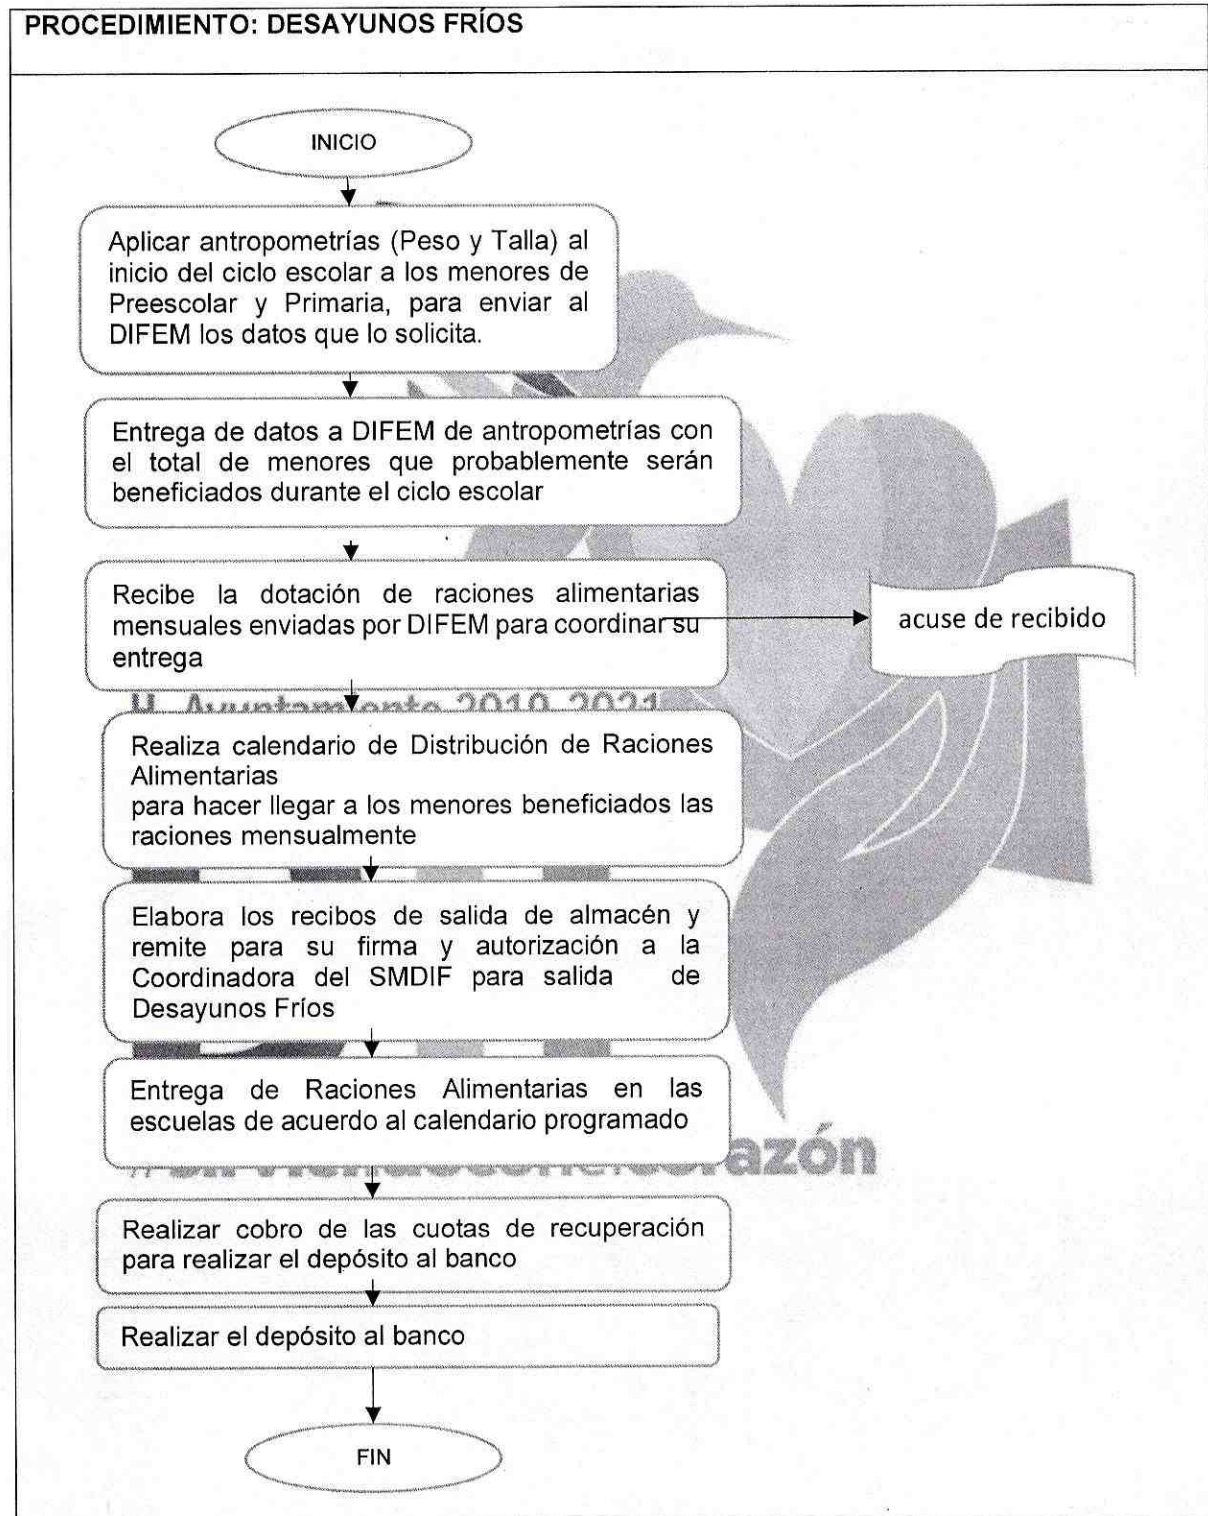 PROCEDIMIENTO: DESAYUNOS FRÍOS
INICIO
Aplicar antropometrías (Peso y Talla) al
inicio del ciclo escolar a los menores de
Preescolar y Primaria, para enviar al
DIFEM los datos que lo solicita.
Entrega de datos a DIFEM de antropometrías con
el total de menores que probablemente serán
beneficiados durante el ciclo escolar
Recibe la dotación de raciones alimentarias
mensuales enviadas por DIFEM para coordinar su
entrega
acuse de recibido
H. Ayuntamiento 2019-2021
Realiza calendario de Distribución de Raciones
Alimentarias
para hacer llegar a los menores beneficiados las
raciones mensualmente
Elabora los recibos de salida de almacén y
remite para su firma y autorización a la
Coordinadora del SMDIF para salida de
Desayunos Fríos
Entrega de Raciones Alimentarias en las
escuelas de acuerdo al calendario programado
#SirviendoconelCorazón
Realizar cobro de las cuotas de recuperación
para realizar el depósito al banco
Realizar el depósito al banco
FIN